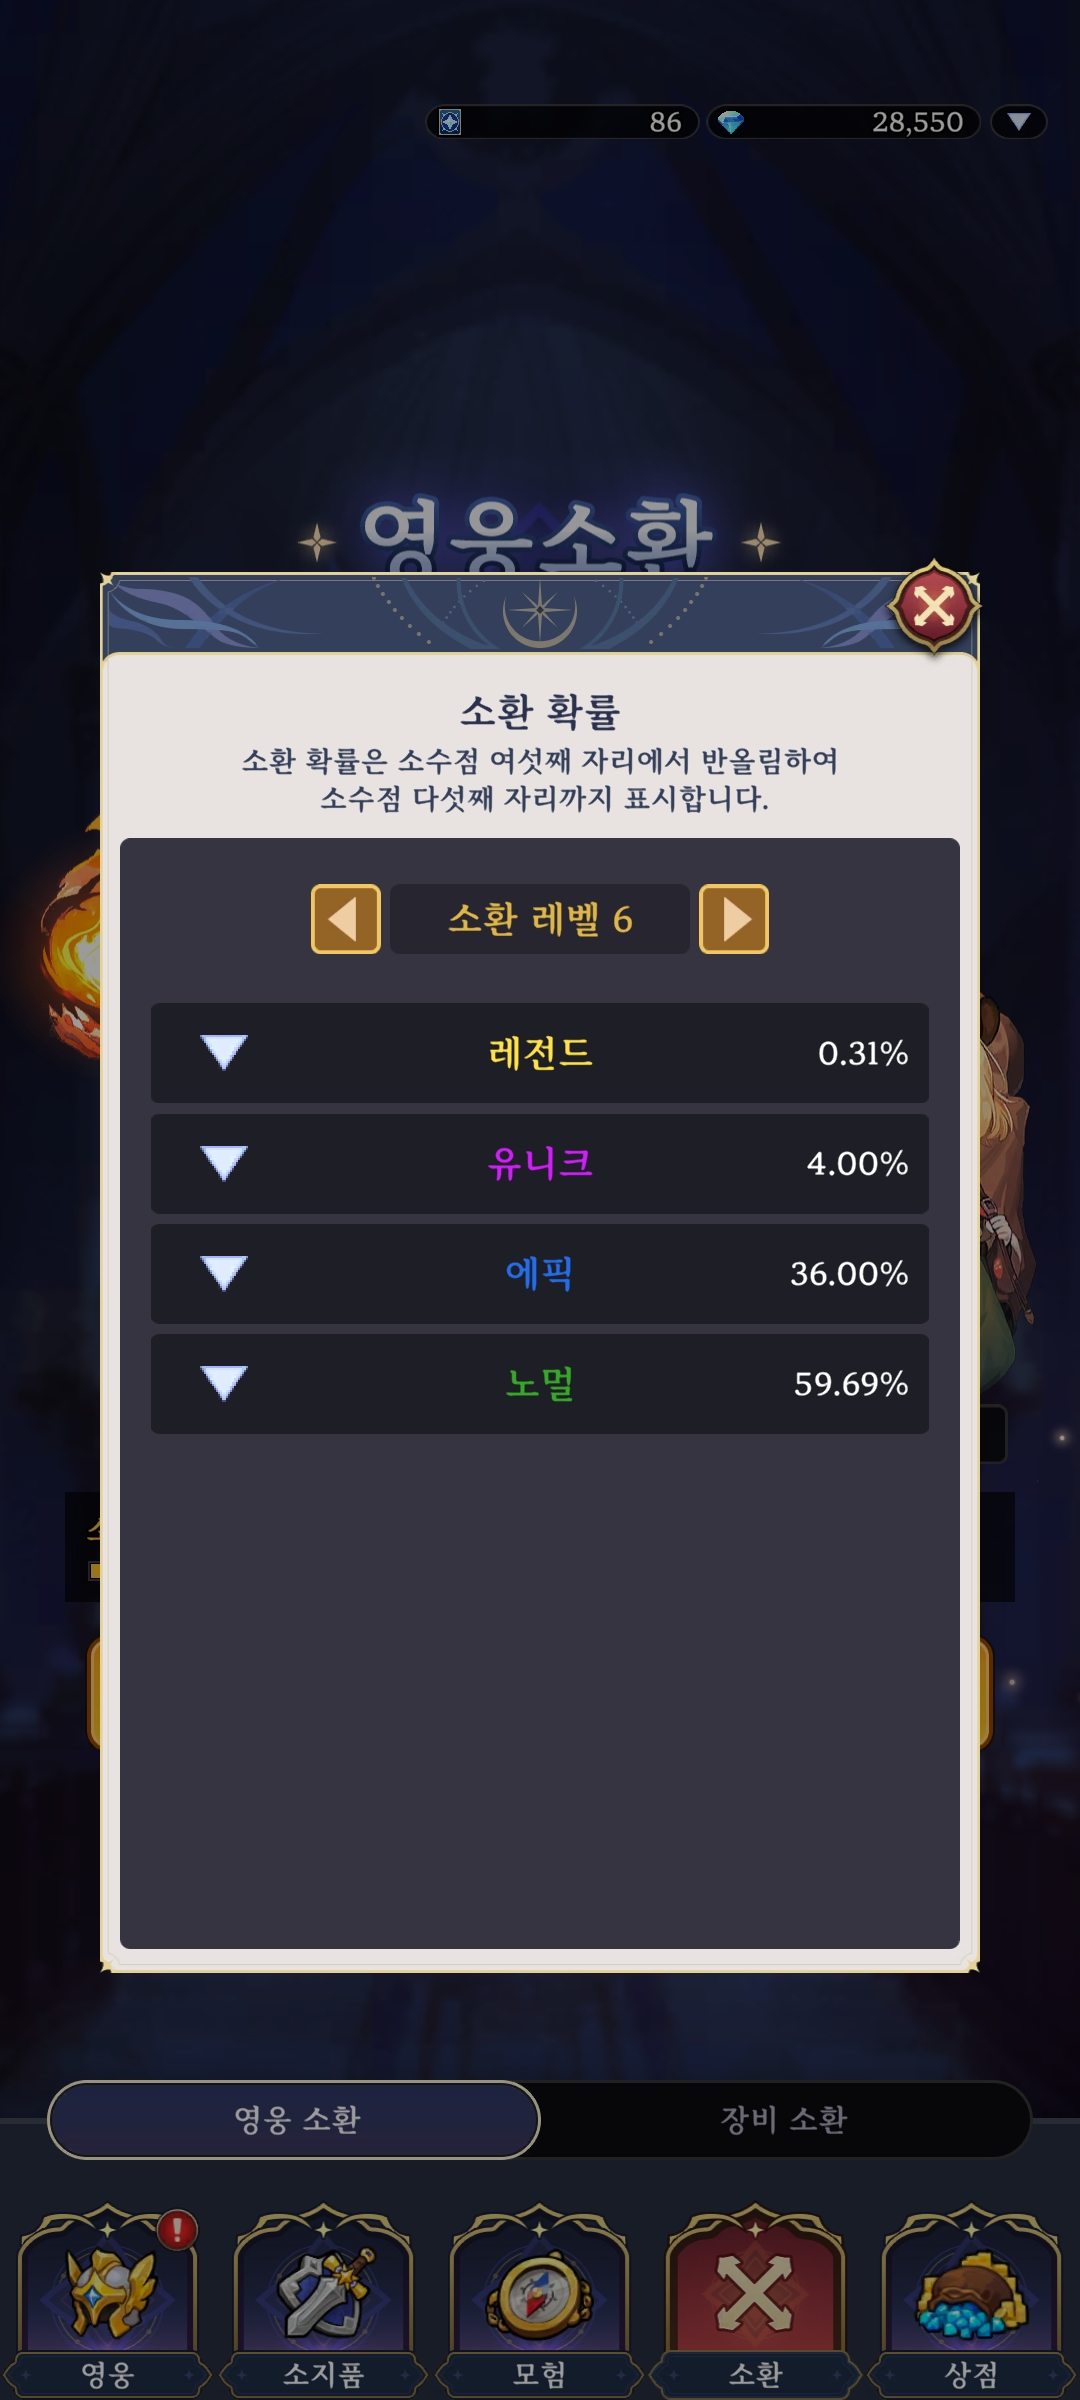 86
28,550
영웅소환
소환 확률
소환 확률은 소수점 여섯째 자리에서 반올림하여
소수점 다섯째 자리까지 표시합니다.
소환 레벨 6
레전드 0.31%
유니크 4.00%
에픽 36.00%
노멀 59.69%
영웅 소환
장비 소환
영웅
소지품
모험
소환
상점